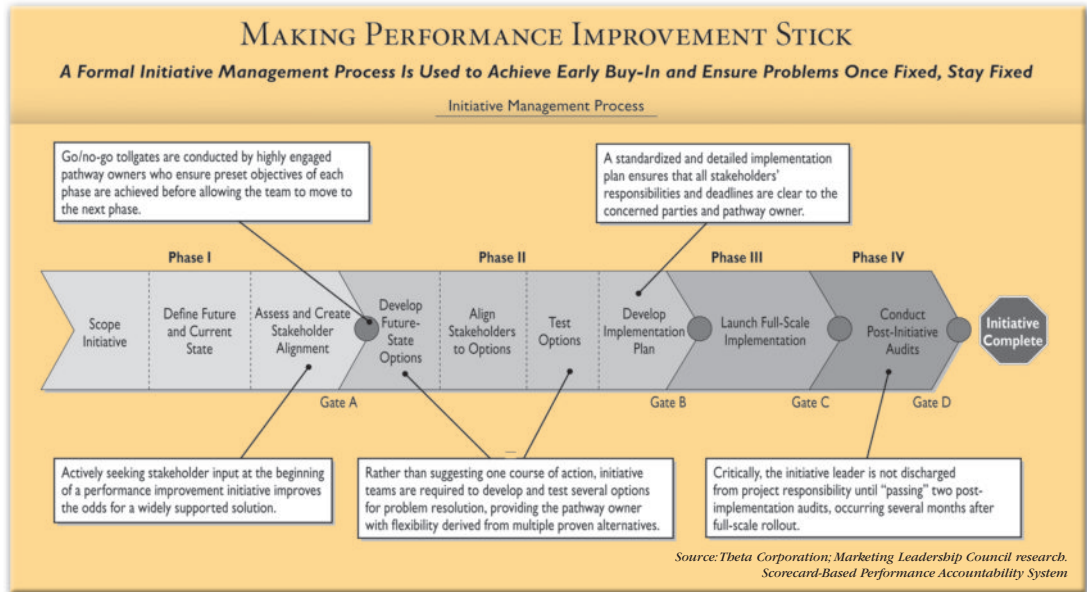 MAKING PERFORMANCE IMPROVEMENT STICK
A Formal Initiative Management Process Is Used to Achieve Early Buy-In and Ensure Problems Once Fixed, Stay Fixed
Initiative Management Process
Go/no-go tollgates are conducted by highly engaged
pathway owners who ensure preset objectives of each
phase are achieved before allowing the team to move to
the next phase.
A standardized and detailed implementation
plan ensures that all stakeholders'
responsibilities and deadlines are clear to the
concerned parties and pathway owner.
Phase I
Phase II
Phase III
Phase IV
Scope
Initiative
Define Future
and Current
State
Assess and Create
Stakeholder
Alignment
Develop
Future-
State
Options
Align
Stakeholders
to Options
Test
Options
Develop
Implementation
Plan
Launch Full-Scale
Implementation
Conduct
Post-Initiative
Audits
Initiative
Complete
Gate A
Gate B
Gate C
Gate D
Actively seeking stakeholder input at the beginning
of a performance improvement initiative improves
the odds for a widely supported solution.
Rather than suggesting one course of action, initiative
teams are required to develop and test several options
for problem resolution, providing the pathway owner
with flexibility derived from multiple proven alternatives.
Critically, the initiative leader is not discharged
from project responsibility until "passing" two post-
implementation audits, occurring several months after
full-scale rollout.
Source: Theta Corporation; Marketing Leadership Council research.
Scorecard-Based Performance Accountability System